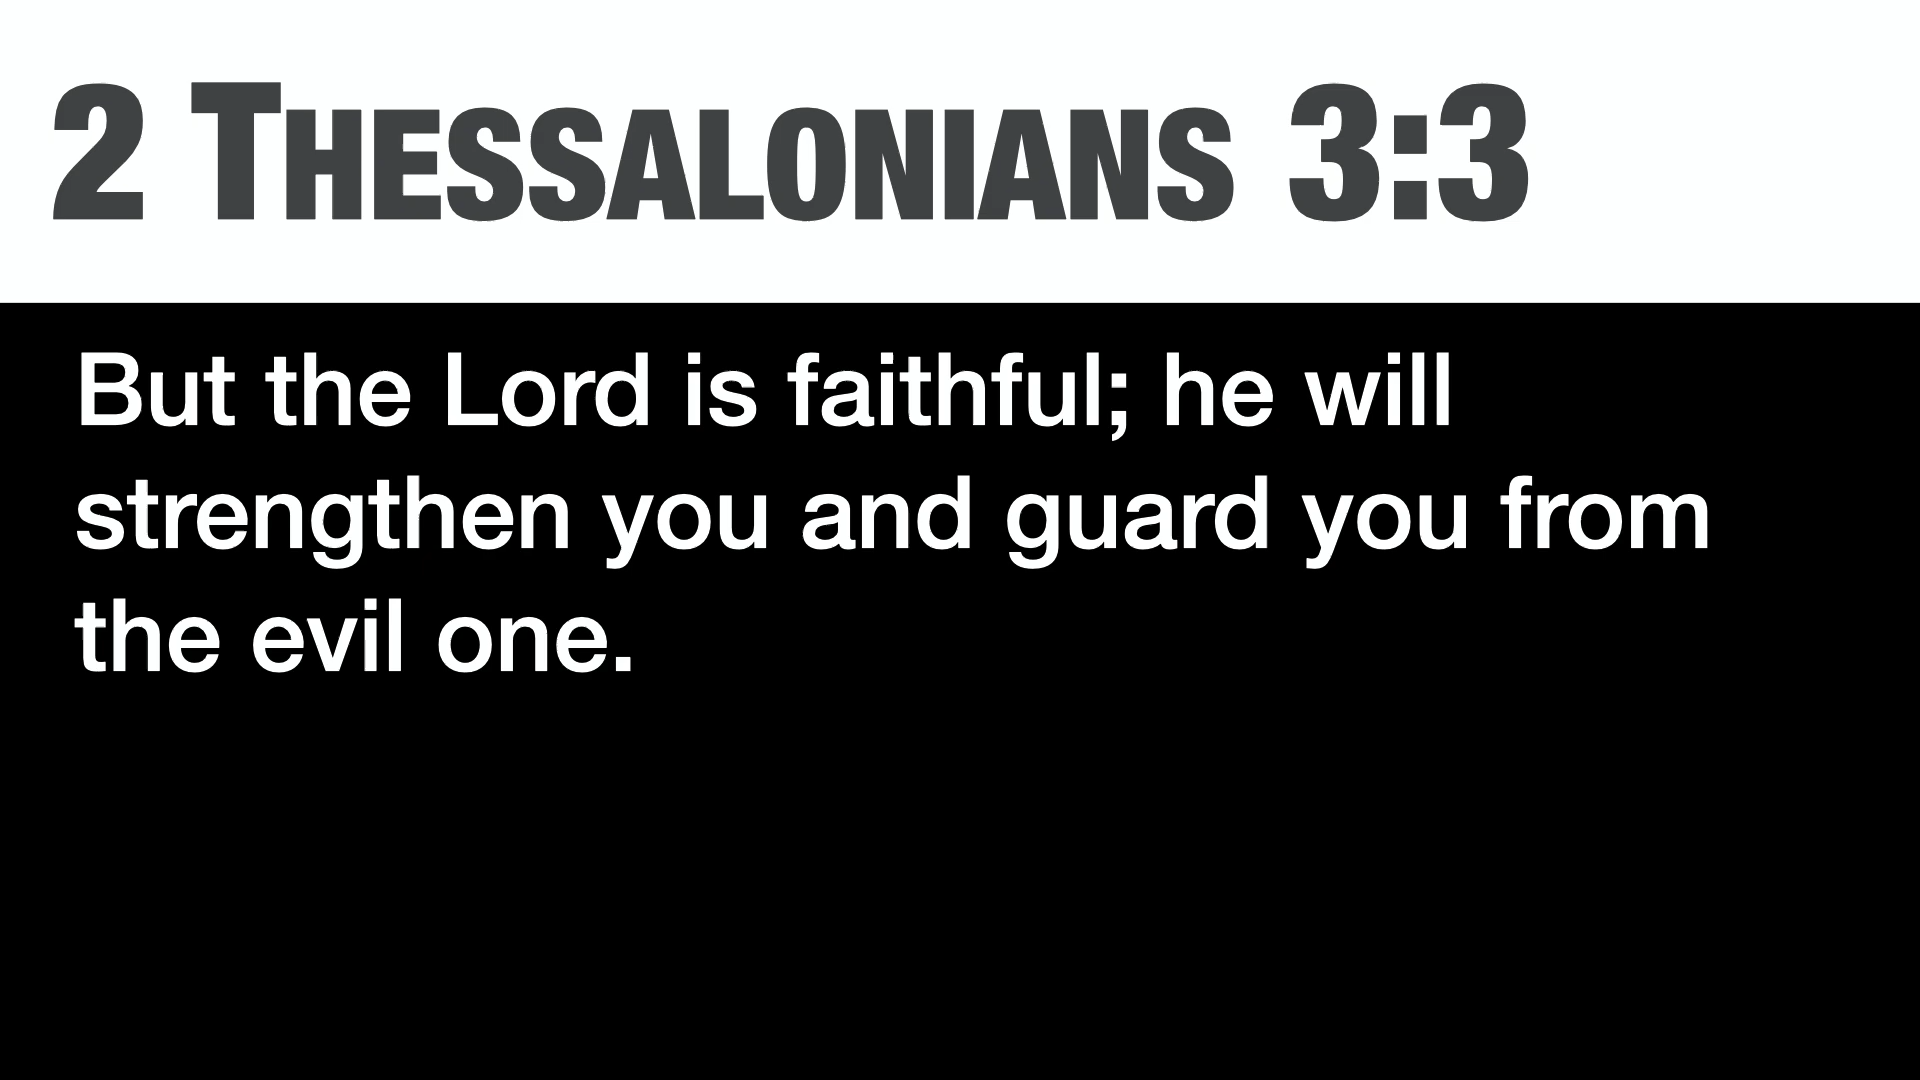 2 Thessalonians 3:3
But the Lord is faithful; he will
strengthen you and guard you from
the evil one.